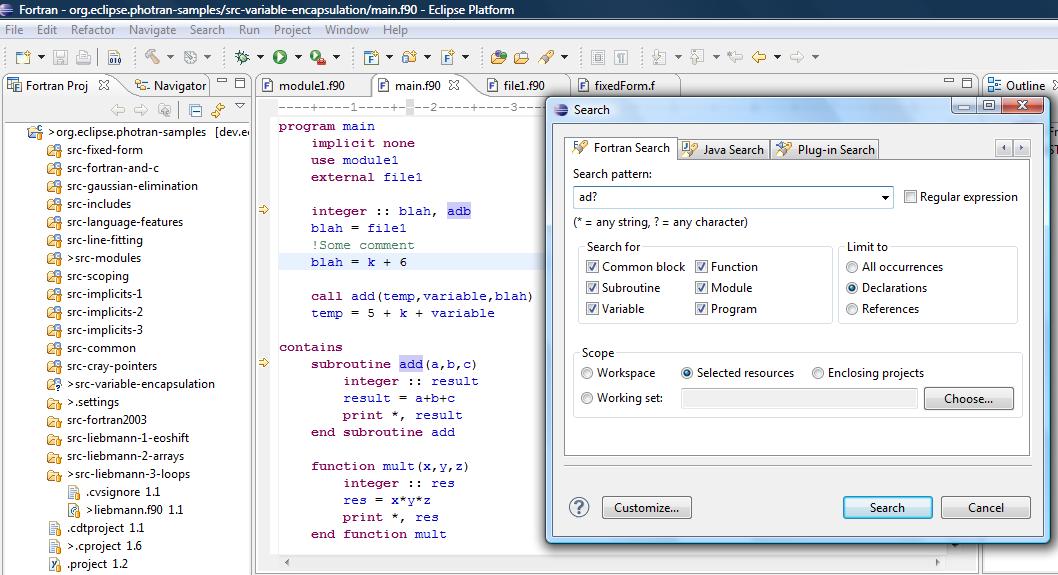 Fortran - org.eclipse.photran-samples/src-variable-encapsulation/main.f90 - Eclipse Platform
File Edit Refactor Navigate Search Run Project Window Help
Fortran Proj Navigator
>org.eclipse.photran-samples [dev.e
src-fixed-form
src-fortran-and-c
src-gaussian-elimination
src-includes
src-language-features
src-line-fitting
>src-modules
src-scoping
src-implicits-1
src-implicits-2
src-implicits-3
src-common
src-cray-pointers
>src-variable-encapsulation
>.settings
src-fortran2003
src-liebmann-1-eoshift
src-liebmann-2-arrays
>src-liebmann-3-loops
.cvsignore 1.1
>liebmann.f90 1.1
.cdtproject 1.1
>.cproject 1.6
.project 1.2
module1.f90 main.f90 file1.f90 fixedForm.f
----+----1----+----2----+----3---
program main
implicit none
use module1
external file1
integer :: blah, adb
blah = file1
!Some comment
blah = k + 6
call add(temp,variable,blah)
temp = 5 + k + variable
contains
subroutine add(a,b,c)
integer :: result
result = a+b+c
print *, result
end subroutine add
function mult(x,y,z)
integer :: res
res = x*y*z
print *, res
end function mult
Outline
Search
Fortran Search Java Search Plug-in Search
Search pattern:
ad? Regular expression
(* = any string, ? = any character)
Search for
Common block Function
Subroutine Module
Variable Program
Limit to
All occurrences
Declarations
References
Scope
Workspace Selected resources Enclosing projects
Working set: Choose...
? Customize... Search Cancel